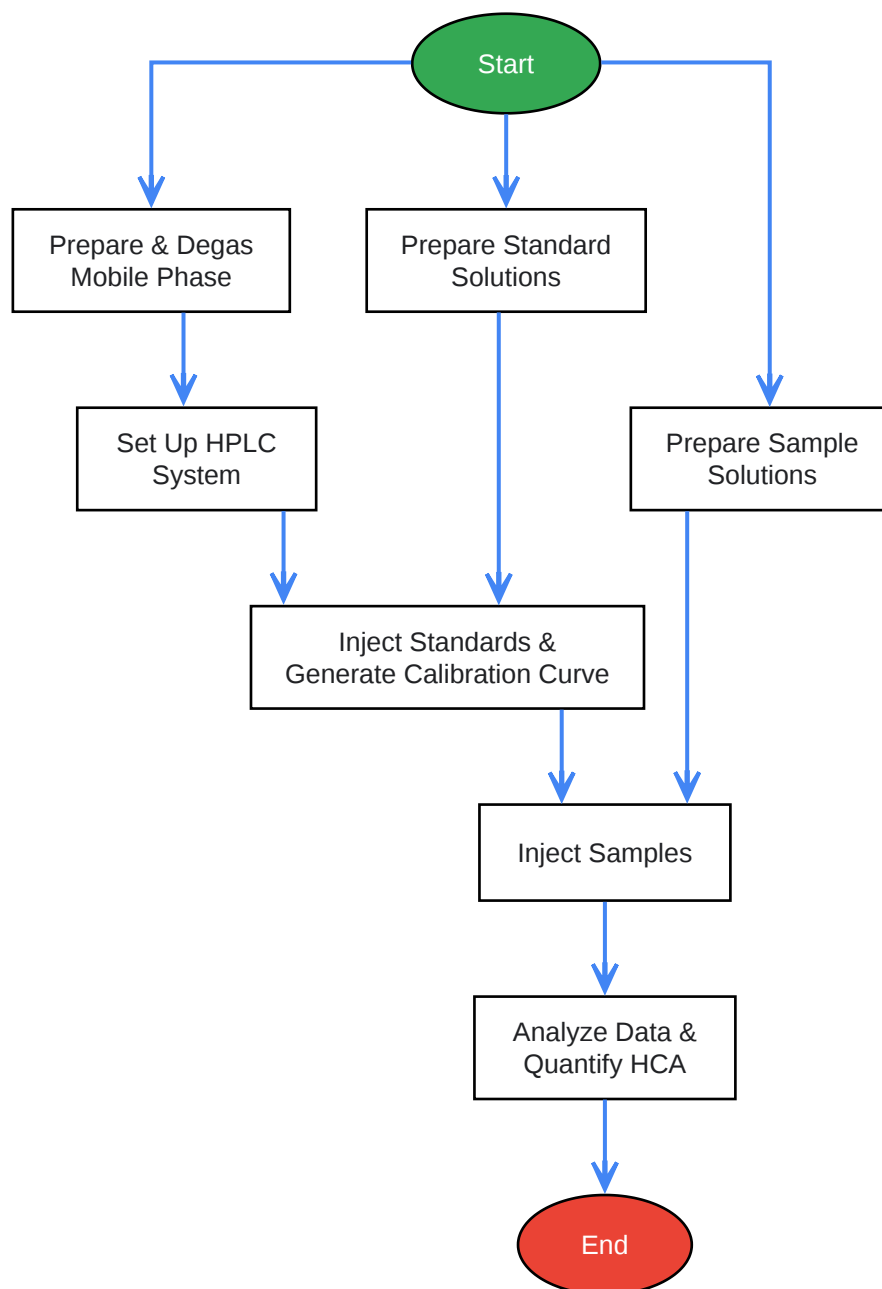 Start
Prepare & Degas
Mobile Phase
Prepare Standard
Solutions
Set Up HPLC
System
Prepare Sample
Solutions
Inject Standards &
Generate Calibration Curve
Inject Samples
Analyze Data &
Quantify HCA
End